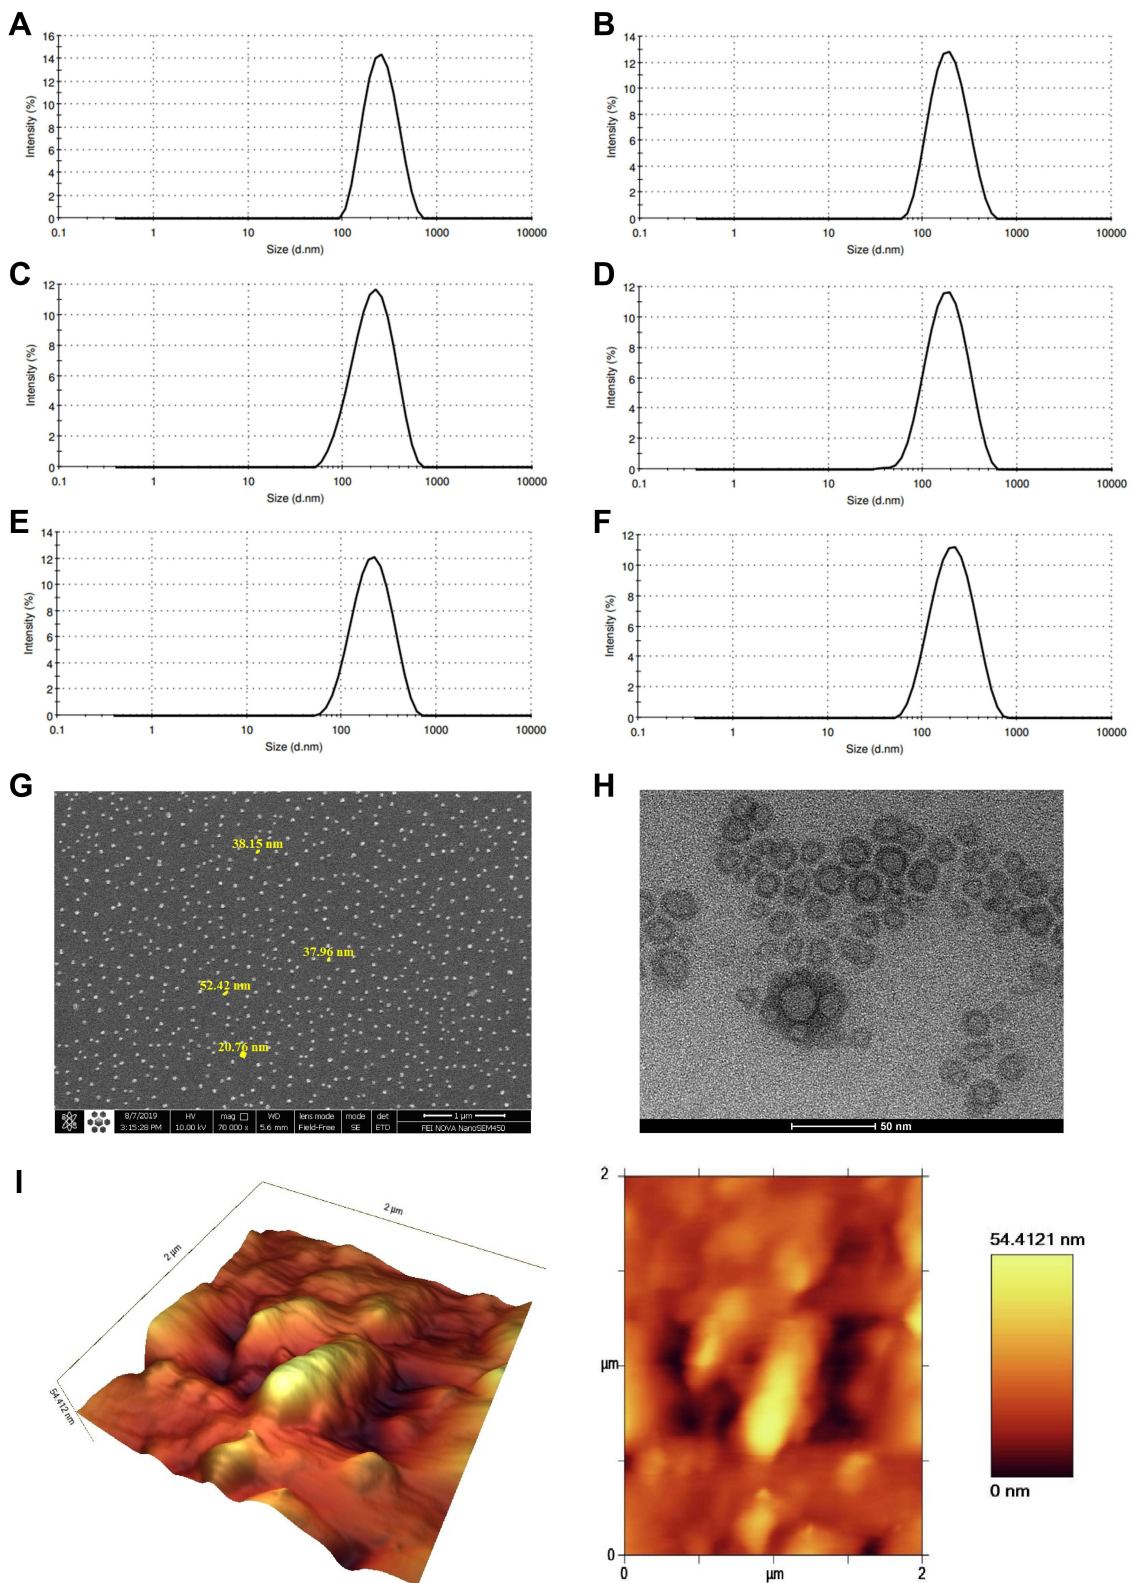 A
16
14
12
10
8
6
4
2
0
Intensity (%)
0.1 1 10 100 1000 10000
Size (d.nm)
B
14
12
10
8
6
4
2
0
Intensity (%)
0.1 1 10 100 1000 10000
Size (d.nm)
C
12
10
8
6
4
2
0
Intensity (%)
0.1 1 10 100 1000 10000
Size (d.nm)
D
12
10
8
6
4
2
0
Intensity (%)
0.1 1 10 100 1000 10000
Size (d.nm)
E
14
12
10
8
6
4
2
0
Intensity (%)
0.1 1 10 100 1000 10000
Size (d.nm)
F
12
10
8
6
4
2
0
Intensity (%)
0.1 1 10 100 1000 10000
Size (d.nm)
G
38.15 nm
37.96 nm
52.42 nm
20.76 nm
8/7/2019 HV mag WD lens mode mode det 1 µm
3:15:28 PM 10.00 kV 70 000 x 5.6 mm Field-Free SE ETD FEI NOVA NanoSEM450
H
50 nm
I
2 µm
2 µm
54.412 nm
2
µm
0
0 µm 2
54.4121 nm
0 nm